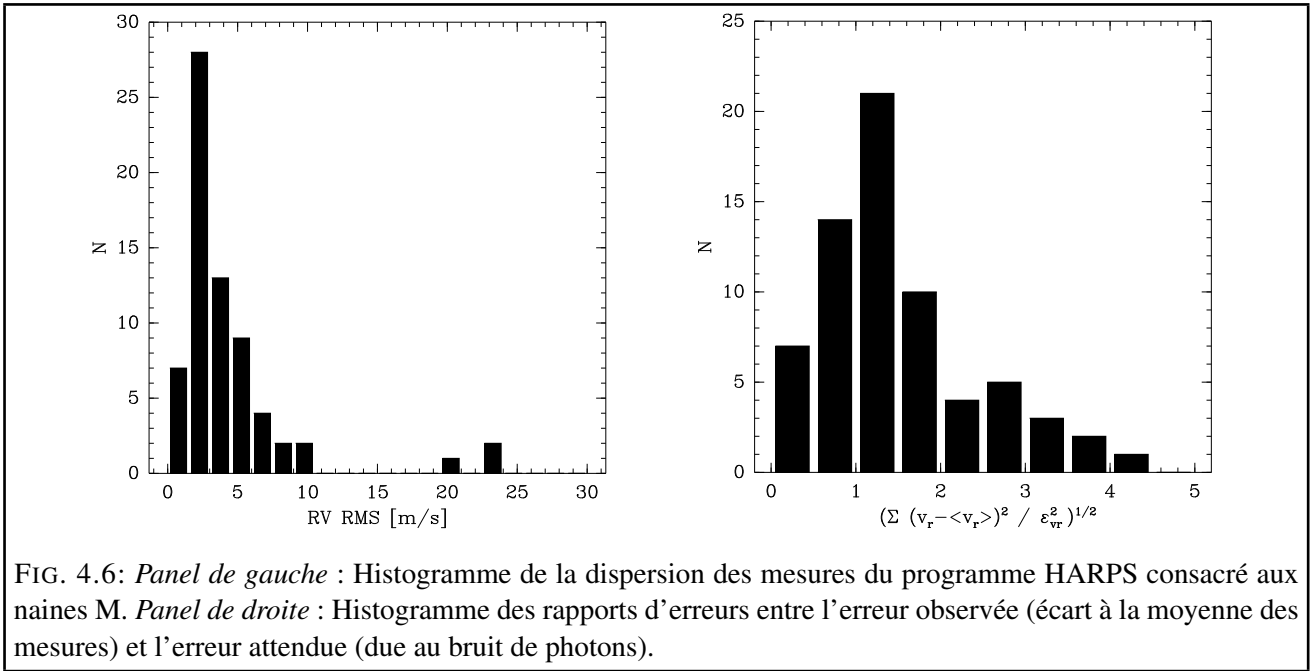 30
25
20
15
10
5
0
N
0 5 10 15 20 25 30
RV RMS [m/s]
25
20
15
10
5
0
N
0 1 2 3 4 5
(Σ (v_r−<v_r>)² / ε²_vr)^1/2
FIG. 4.6: Panel de gauche : Histogramme de la dispersion des mesures du programme HARPS consacré aux
naines M. Panel de droite : Histogramme des rapports d'erreurs entre l'erreur observée (écart à la moyenne des
mesures) et l'erreur attendue (due au bruit de photons).